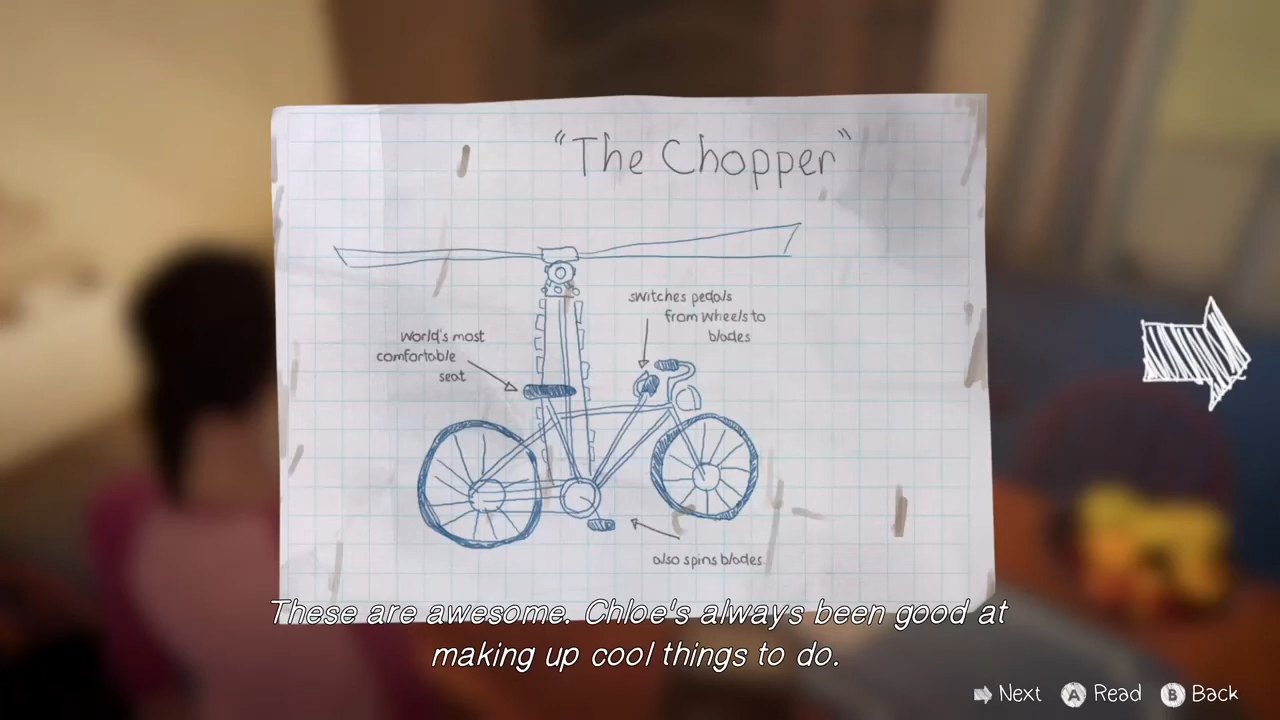 "The Chopper"
switches pedals
from wheels to
blades
World's most
comfortable
seat
also spins blades
These are awesome. Chloe's always been good at
making up cool things to do.
Next A Read B Back